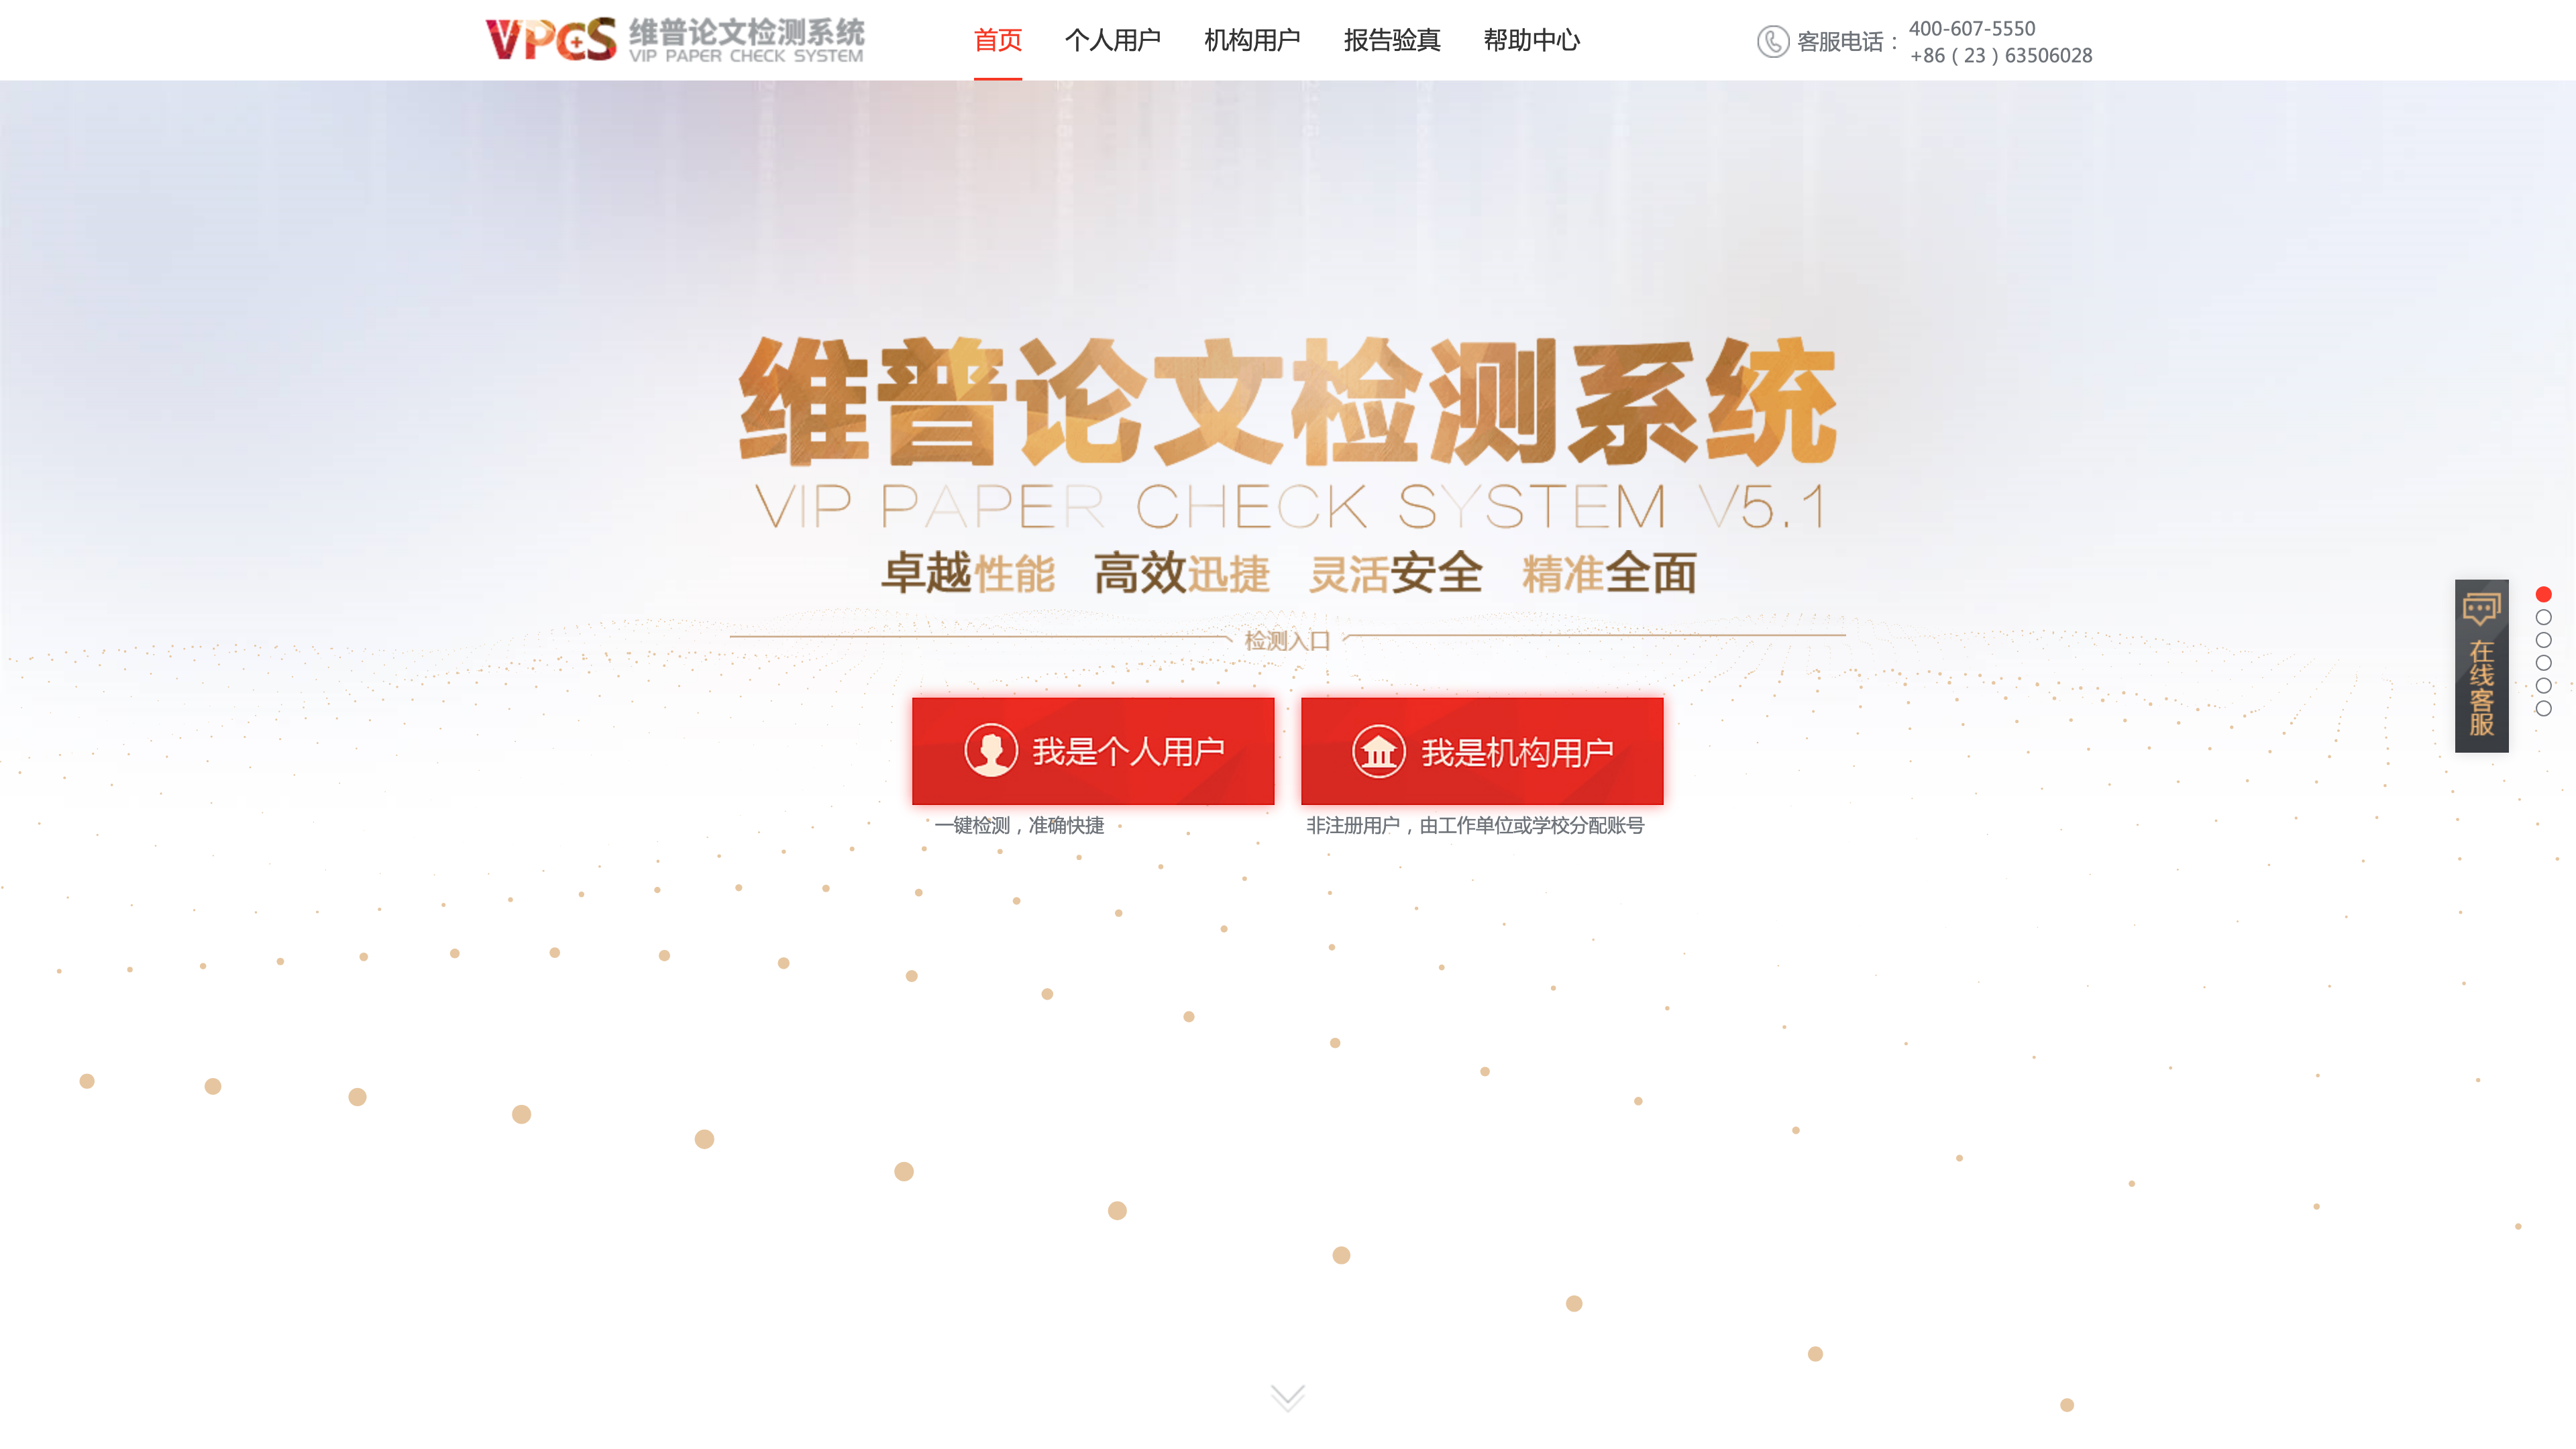 VPCS 维普论文检测系统
VIP PAPER CHECK SYSTEM
首页 个人用户 机构用户 报告验真 帮助中心
客服电话： 400-607-5550
+86（23）63506028
维普论文检测系统
VIP PAPER CHECK SYSTEM V5.1
卓越性能 高效迅捷 灵活安全 精准全面
检测入口
我是个人用户 我是机构用户
一键检测，准确快捷 非注册用户，由工作单位或学校分配账号
在线客服